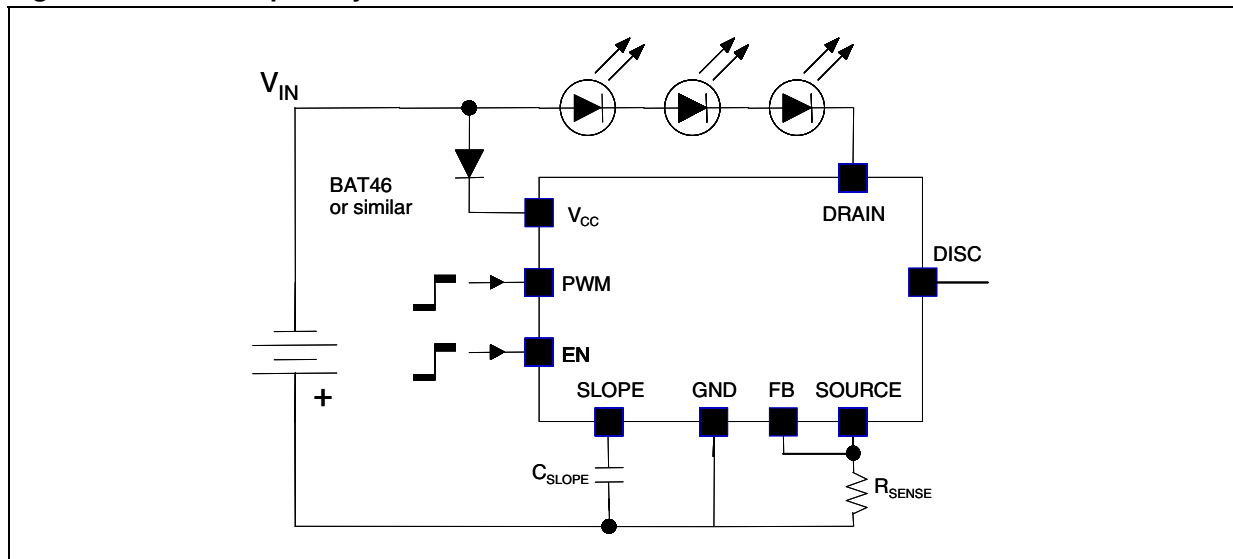 V_IN
BAT46
or similar
V_CC
DRAIN
DISC
PWM
EN
SLOPE
GND
FB
SOURCE
C_SLOPE
R_SENSE
+